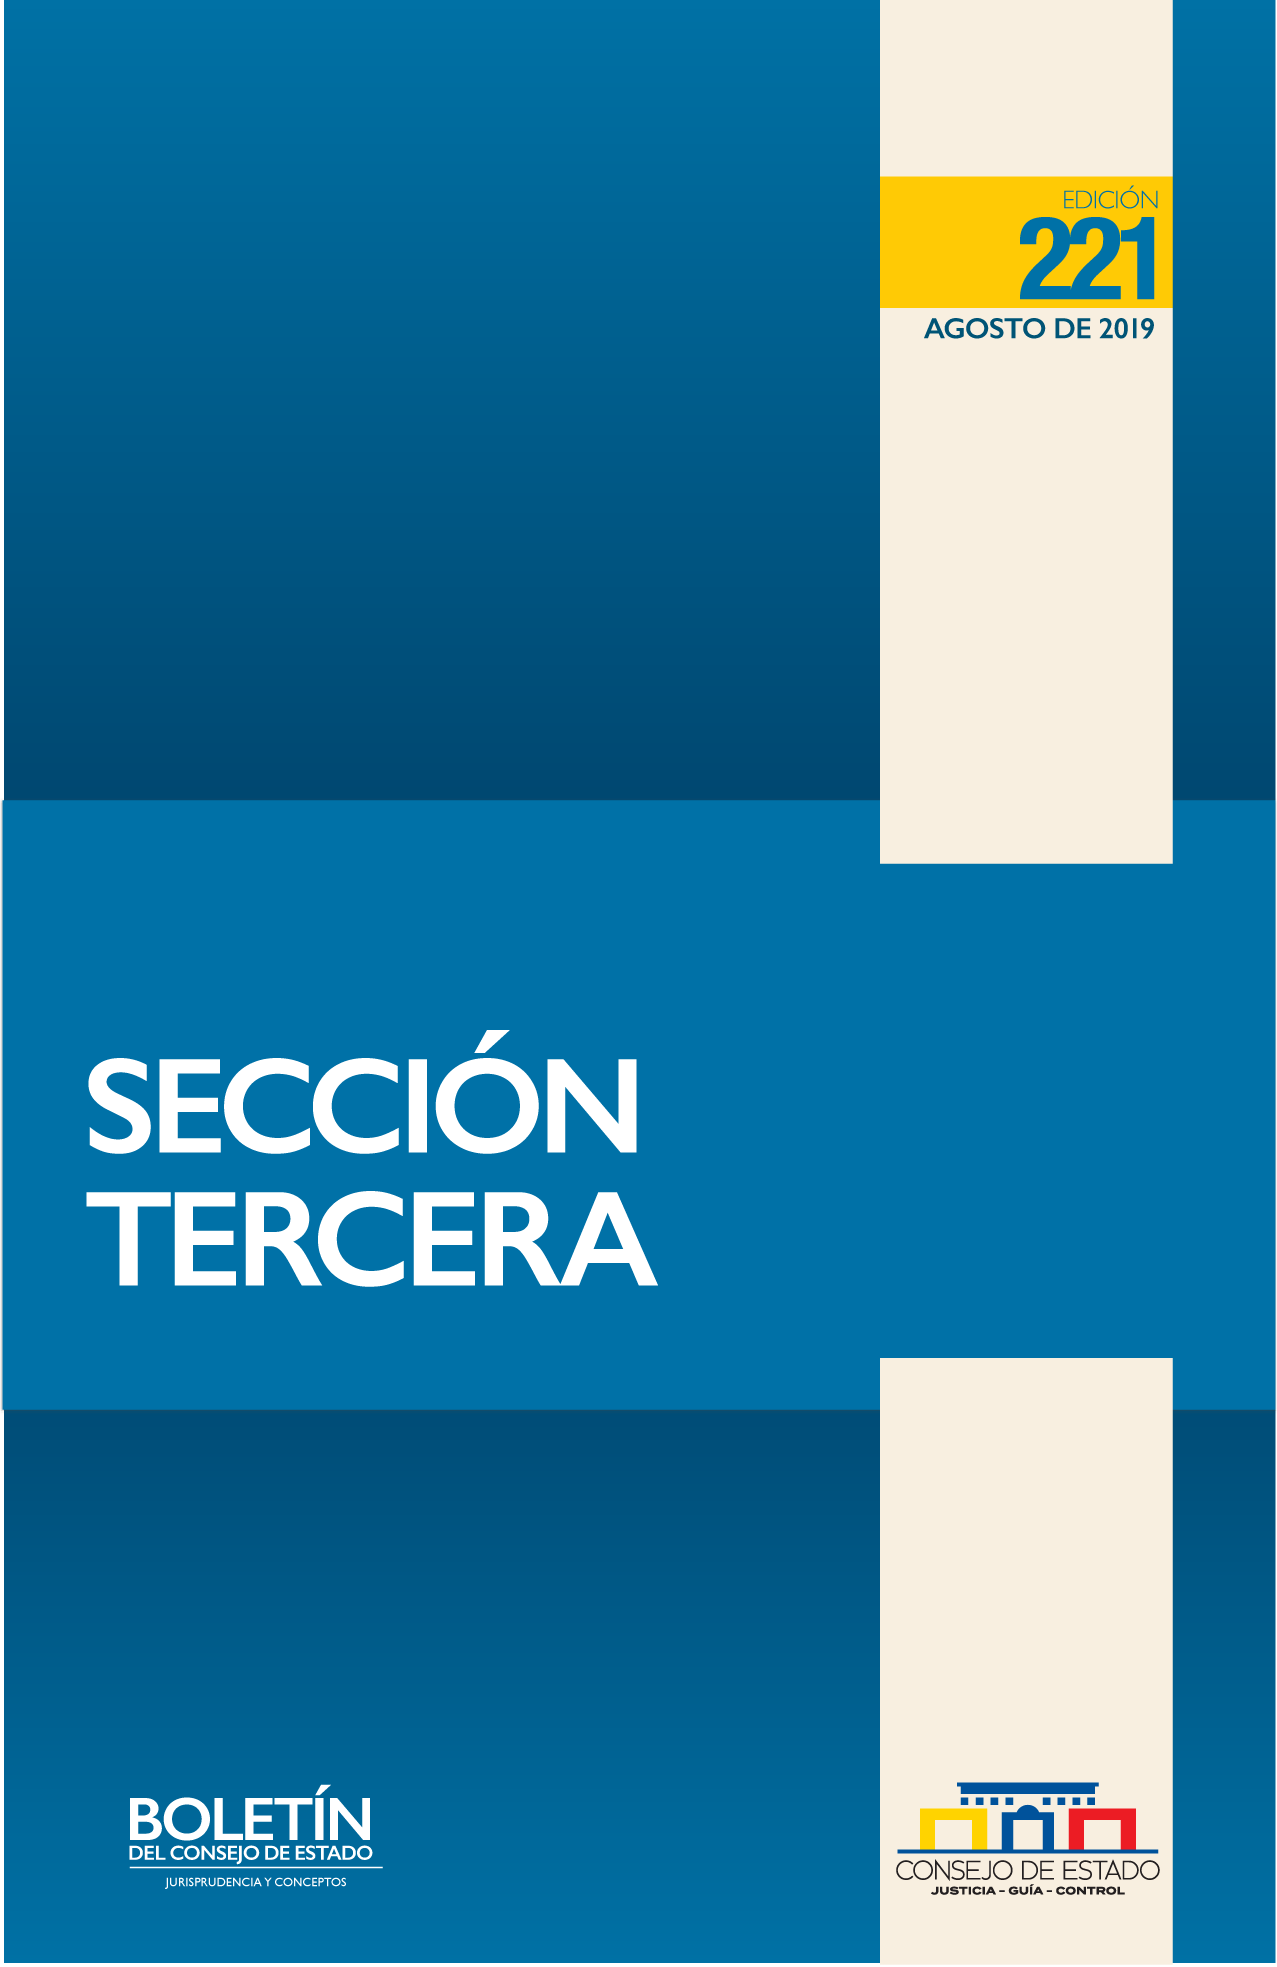 EDICIÓN
221
AGOSTO DE 2019
SECCIÓN
TERCERA
BOLETÍN
DEL CONSEJO DE ESTADO
JURISPRUDENCIA Y CONCEPTOS
CONSEJO DE ESTADO
JUSTICIA – GUÍA – CONTROL